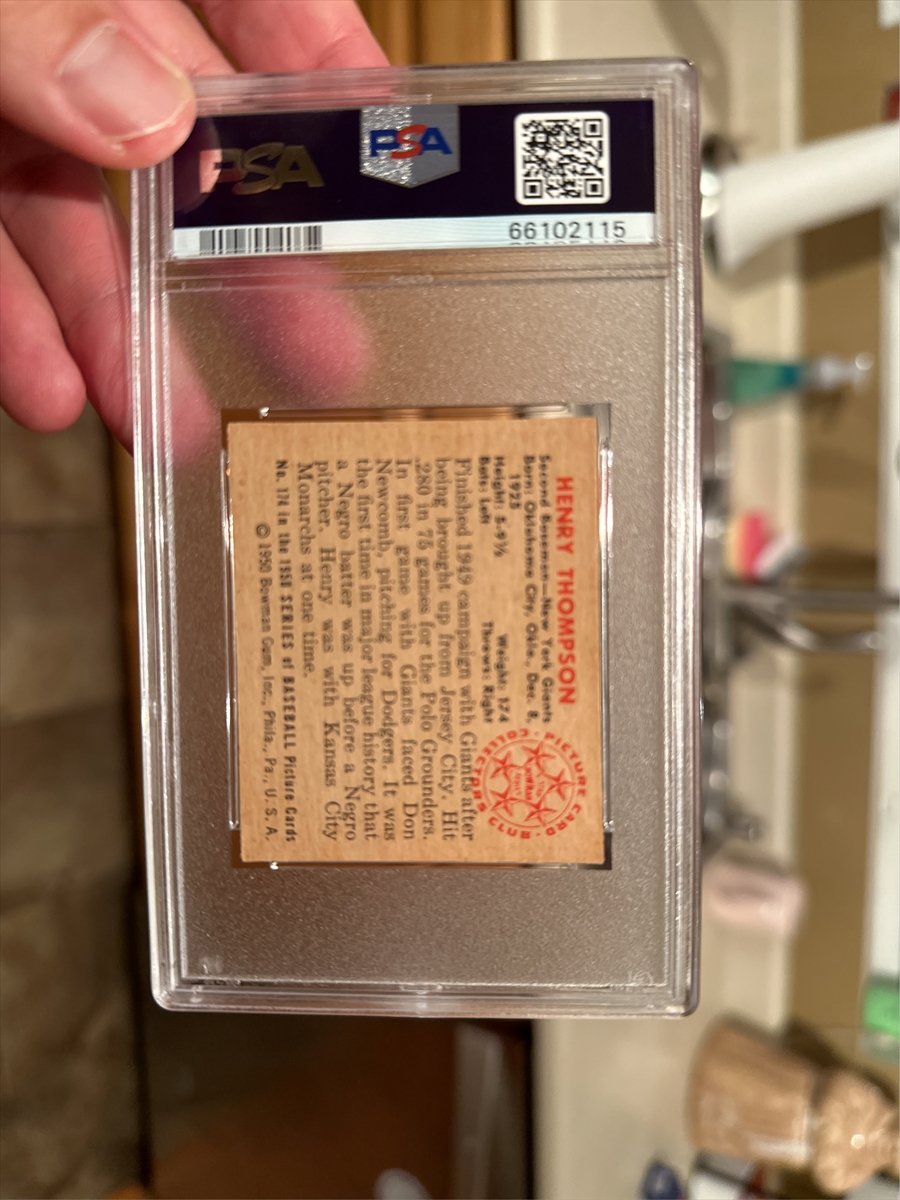 PSA
PSA
66102115
HENRY THOMPSON
Second Baseman—New York Giants
Born: Oklahoma City, Okla., Dec. 8,
1925
Height: 5-9½ Weight: 174
Bats: Left Throws: Right
PICTURE CARD
COLLECTORS CLUB
Finished 1949 campaign with Giants after
being brought up from Jersey City. Hit
.280 in 75 games for the Polo Grounders.
In first game with Giants faced Don
Newcomb, pitching for Dodgers. It was
the first time in major league history that
a Negro batter was up before a Negro
pitcher. Henry was with Kansas City
Monarchs at one time.
No. 174 in the 1950 SERIES of BASEBALL Picture Cards
© 1950 Bowman Gum, Inc., Phila., Pa., U. S. A.